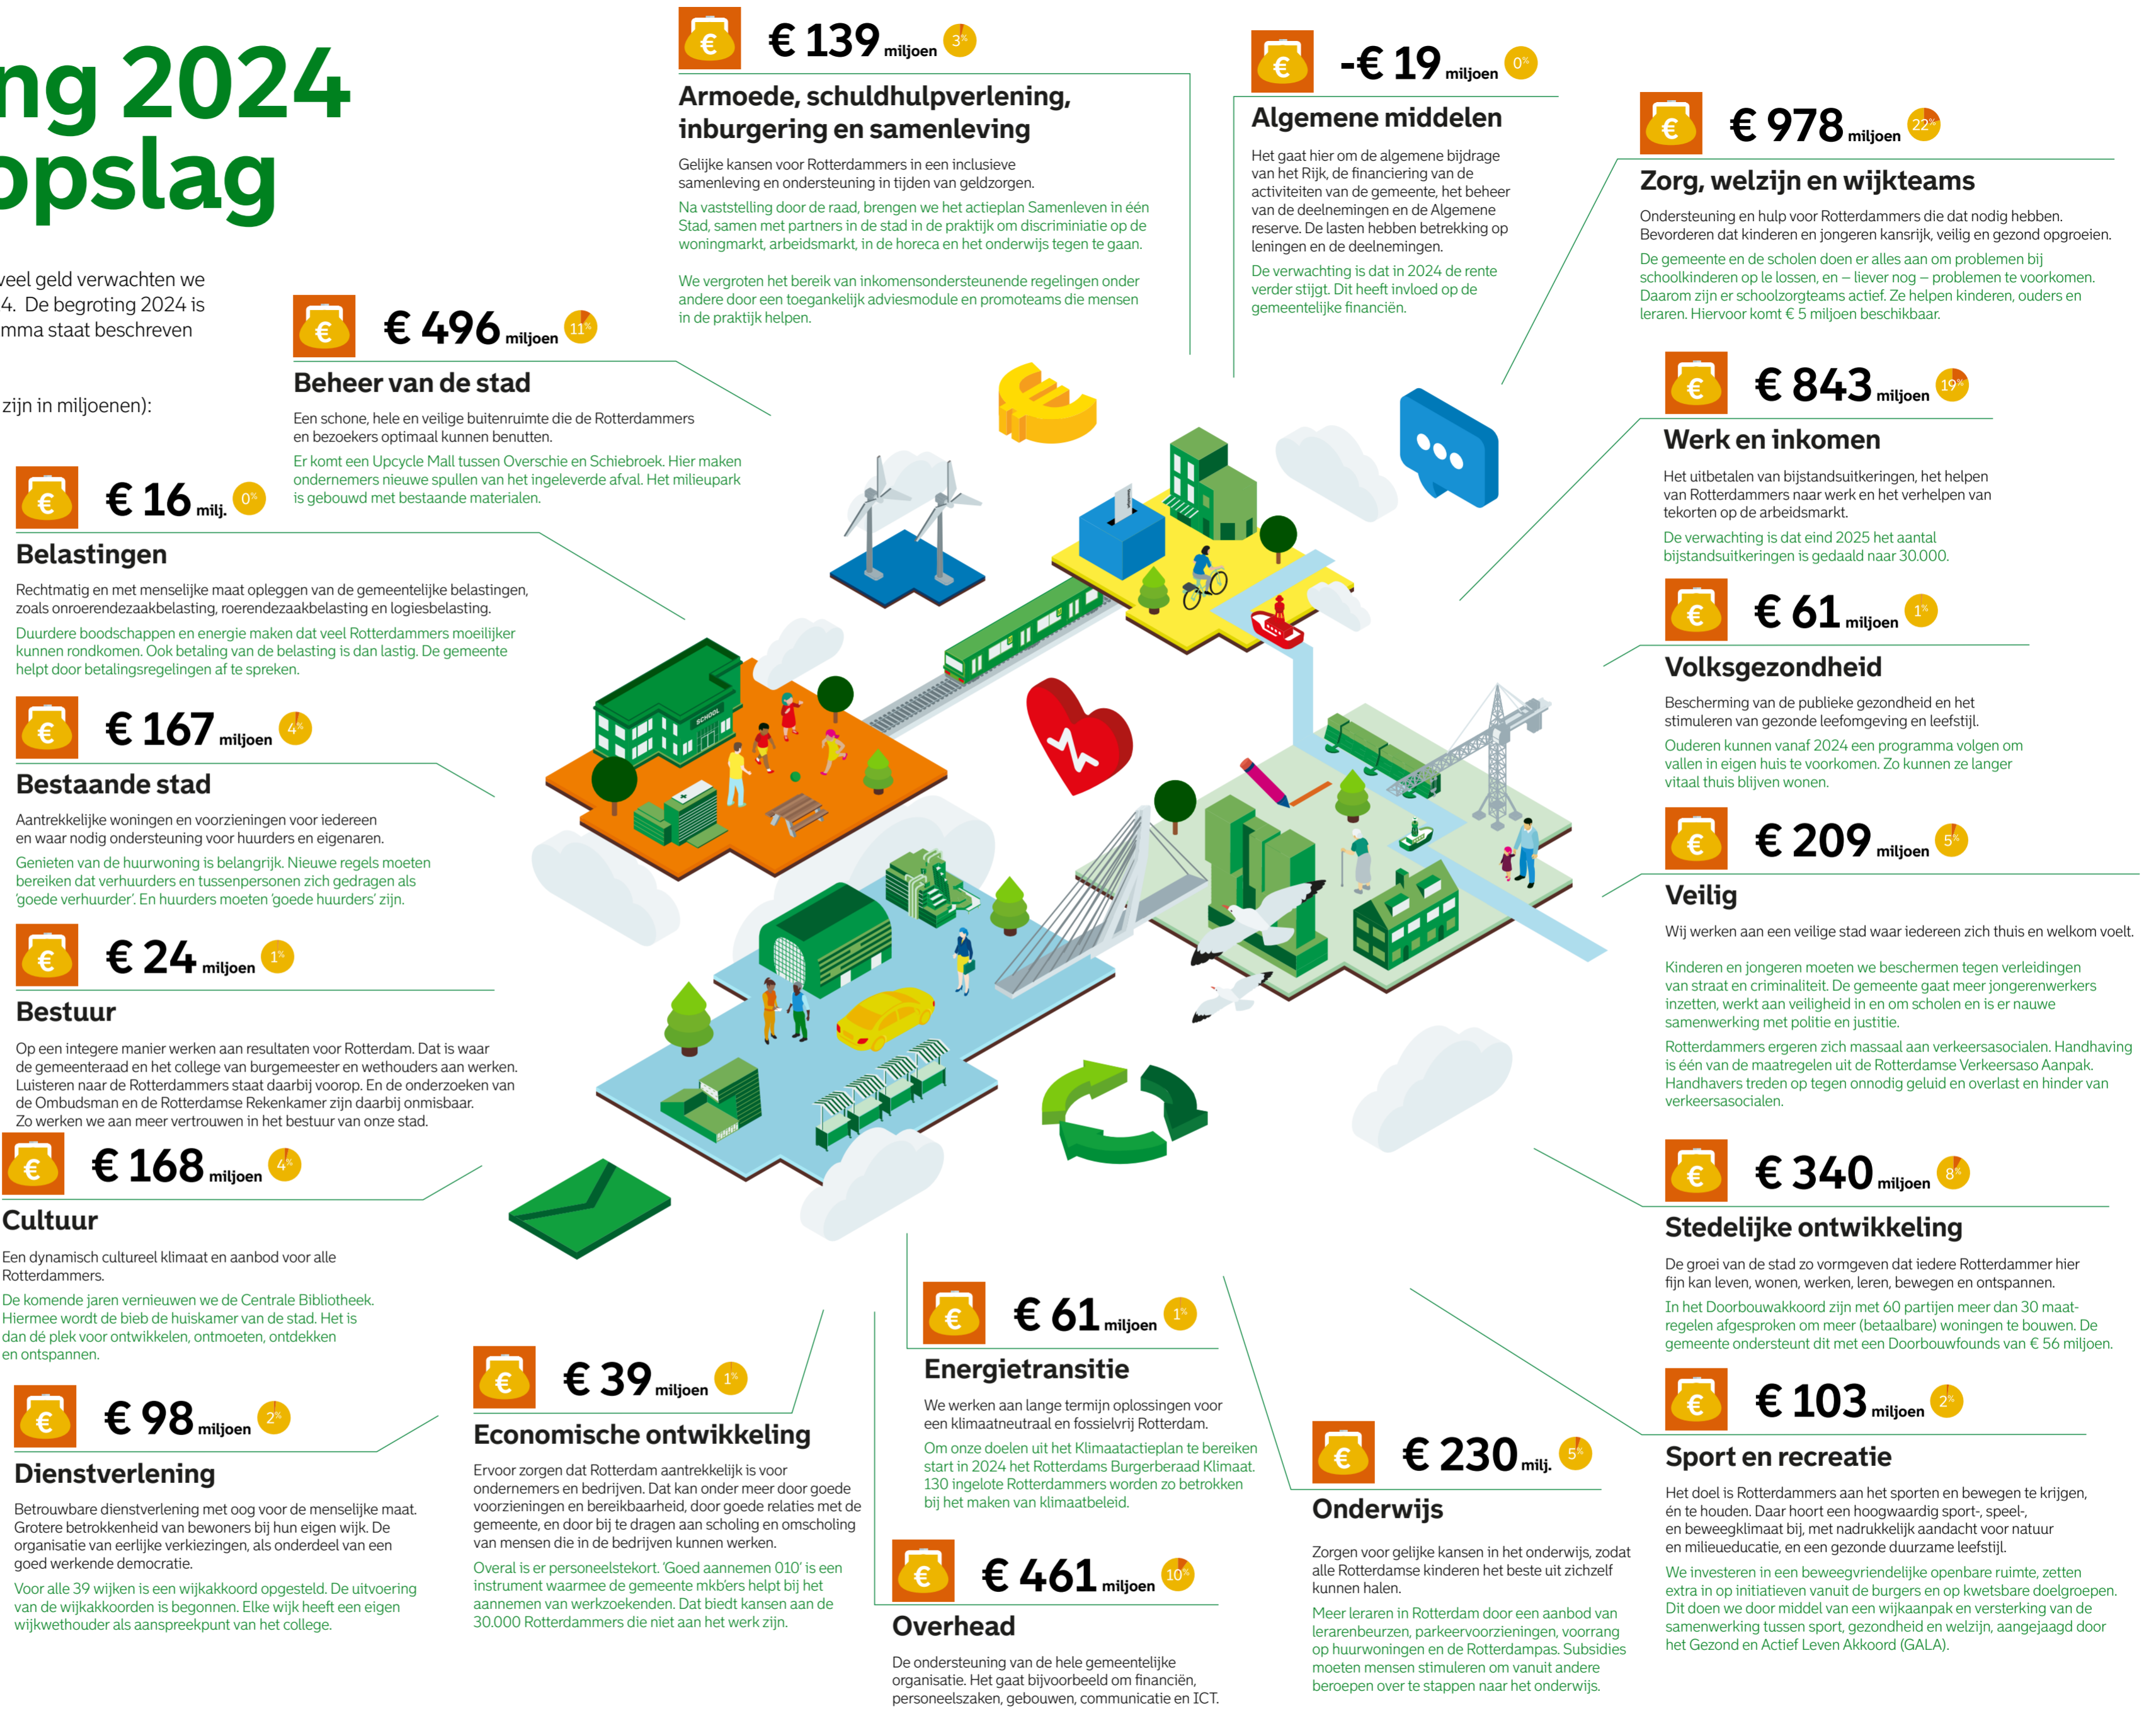 ng 2024
opslag
veel geld verwachten we
4. De begroting 2024 is
mma staat beschreven
zijn in miljoenen):
€ 139 miljoen 3%
Armoede, schuldhulpverlening,
inburgering en samenleving
Gelijke kansen voor Rotterdammers in een inclusieve
samenleving en ondersteuning in tijden van geldzorgen.
Na vaststelling door de raad, brengen we het actieplan Samenleven in één
Stad, samen met partners in de stad in de praktijk om discriminiatie op de
woningmarkt, arbeidsmarkt, in de horeca en het onderwijs tegen te gaan.
We vergroten het bereik van inkomensondersteunende regelingen onder
andere door een toegankelijk adviesmodule en promoteams die mensen
in de praktijk helpen.
-€ 19 miljoen 0%
Algemene middelen
Het gaat hier om de algemene bijdrage
van het Rijk, de financiering van de
activiteiten van de gemeente, het beheer
van de deelnemingen en de Algemene
reserve. De lasten hebben betrekking op
leningen en de deelnemingen.
De verwachting is dat in 2024 de rente
verder stijgt. Dit heeft invloed op de
gemeentelijke financiën.
€ 978 miljoen 22%
Zorg, welzijn en wijkteams
Ondersteuning en hulp voor Rotterdammers die dat nodig hebben.
Bevorderen dat kinderen en jongeren kansrijk, veilig en gezond opgroeien.
De gemeente en de scholen doen er alles aan om problemen bij
schoolkinderen op te lossen, en – liever nog – problemen te voorkomen.
Daarom zijn er schoolzorgteams actief. Ze helpen kinderen, ouders en
leraren. Hiervoor komt € 5 miljoen beschikbaar.
€ 496 miljoen 11%
Beheer van de stad
Een schone, hele en veilige buitenruimte die de Rotterdammers
en bezoekers optimaal kunnen benutten.
Er komt een Upcycle Mall tussen Overschie en Schiebroek. Hier maken
ondernemers nieuwe spullen van het ingeleverde afval. Het milieupark
is gebouwd met bestaande materialen.
€ 843 miljoen 19%
Werk en inkomen
Het uitbetalen van bijstandsuitkeringen, het helpen
van Rotterdammers naar werk en het verhelpen van
tekorten op de arbeidsmarkt.
De verwachting is dat eind 2025 het aantal
bijstandsuitkeringen is gedaald naar 30.000.
€ 16 milj. 0%
Belastingen
Rechtmatig en met menselijke maat opleggen van de gemeentelijke belastingen,
zoals onroerendezaakbelasting, roerendezaakbelasting en logiesbelasting.
Duurdere boodschappen en energie maken dat veel Rotterdammers moeilijker
kunnen rondkomen. Ook betaling van de belasting is dan lastig. De gemeente
helpt door betalingsregelingen af te spreken.
€ 61 miljoen 1%
Volksgezondheid
Bescherming van de publieke gezondheid en het
stimuleren van gezonde leefomgeving en leefstijl.
Ouderen kunnen vanaf 2024 een programma volgen om
vallen in eigen huis te voorkomen. Zo kunnen ze langer
vitaal thuis blijven wonen.
SCHOOL
€ 167 miljoen 4%
Bestaande stad
Aantrekkelijke woningen en voorzieningen voor iedereen
en waar nodig ondersteuning voor huurders en eigenaren.
Genieten van de huurwoning is belangrijk. Nieuwe regels moeten
bereiken dat verhuurders en tussenpersonen zich gedragen als
'goede verhuurder'. En huurders moeten 'goede huurders' zijn.
€ 209 miljoen 5%
Veilig
Wij werken aan een veilige stad waar iedereen zich thuis en welkom voelt.
Kinderen en jongeren moeten we beschermen tegen verleidingen
van straat en criminaliteit. De gemeente gaat meer jongerenwerkers
inzetten, werkt aan veiligheid in en om scholen en is er nauwe
samenwerking met politie en justitie.
Rotterdammers ergeren zich massaal aan verkeersasocialen. Handhaving
is één van de maatregelen uit de Rotterdamse Verkeersaso Aanpak.
Handhavers treden op tegen onnodig geluid en overlast en hinder van
verkeersasocialen.
€ 24 miljoen 1%
Bestuur
Op een integere manier werken aan resultaten voor Rotterdam. Dat is waar
de gemeenteraad en het college van burgemeester en wethouders aan werken.
Luisteren naar de Rotterdammers staat daarbij voorop. En de onderzoeken van
de Ombudsman en de Rotterdamse Rekenkamer zijn daarbij onmisbaar.
Zo werken we aan meer vertrouwen in het bestuur van onze stad.
€ 168 miljoen 4%
Cultuur
Een dynamisch cultureel klimaat en aanbod voor alle
Rotterdammers.
De komende jaren vernieuwen we de Centrale Bibliotheek.
Hiermee wordt de bieb de huiskamer van de stad. Het is
dan dé plek voor ontwikkelen, ontmoeten, ontdekken
en ontspannen.
€ 340 miljoen 8%
Stedelijke ontwikkeling
De groei van de stad zo vormgeven dat iedere Rotterdammer hier
fijn kan leven, wonen, werken, leren, bewegen en ontspannen.
In het Doorbouwakkoord zijn met 60 partijen meer dan 30 maat-
regelen afgesproken om meer (betaalbare) woningen te bouwen. De
gemeente ondersteunt dit met een Doorbouwfounds van € 56 miljoen.
€ 98 miljoen 2%
Dienstverlening
Betrouwbare dienstverlening met oog voor de menselijke maat.
Grotere betrokkenheid van bewoners bij hun eigen wijk. De
organisatie van eerlijke verkiezingen, als onderdeel van een
goed werkende democratie.
Voor alle 39 wijken is een wijkakkoord opgesteld. De uitvoering
van de wijkakkoorden is begonnen. Elke wijk heeft een eigen
wijkwethouder als aanspreekpunt van het college.
€ 39 miljoen 1%
Economische ontwikkeling
Ervoor zorgen dat Rotterdam aantrekkelijk is voor
ondernemers en bedrijven. Dat kan onder meer door goede
voorzieningen en bereikbaarheid, door goede relaties met de
gemeente, en door bij te dragen aan scholing en omscholing
van mensen die in de bedrijven kunnen werken.
Overal is er personeelstekort. 'Goed aannemen 010' is een
instrument waarmee de gemeente mkb'ers helpt bij het
aannemen van werkzoekenden. Dat biedt kansen aan de
30.000 Rotterdammers die niet aan het werk zijn.
€ 61 miljoen 1%
Energietransitie
We werken aan lange termijn oplossingen voor
een klimaatneutraal en fossielvrij Rotterdam.
Om onze doelen uit het Klimaatactieplan te bereiken
start in 2024 het Rotterdams Burgerberaad Klimaat.
130 ingelote Rotterdammers worden zo betrokken
bij het maken van klimaatbeleid.
€ 461 miljoen 10%
Overhead
De ondersteuning van de hele gemeentelijke
organisatie. Het gaat bijvoorbeeld om financiën,
personeelszaken, gebouwen, communicatie en ICT.
€ 230 milj. 5%
Onderwijs
Zorgen voor gelijke kansen in het onderwijs, zodat
alle Rotterdamse kinderen het beste uit zichzelf
kunnen halen.
Meer leraren in Rotterdam door een aanbod van
lerarenbeurzen, parkeervoorzieningen, voorrang
op huurwoningen en de Rotterdampas. Subsidies
moeten mensen stimuleren om vanuit andere
beroepen over te stappen naar het onderwijs.
€ 103 miljoen 2%
Sport en recreatie
Het doel is Rotterdammers aan het sporten en bewegen te krijgen,
én te houden. Daar hoort een hoogwaardig sport-, speel-,
en beweegklimaat bij, met nadrukkelijk aandacht voor natuur
en milieueducatie, en een gezonde duurzame leefstijl.
We investeren in een beweegvriendelijke openbare ruimte, zetten
extra in op initiatieven vanuit de burgers en op kwetsbare doelgroepen.
Dit doen we door middel van een wijkaanpak en versterking van de
samenwerking tussen sport, gezondheid en welzijn, aangejaagd door
het Gezond en Actief Leven Akkoord (GALA).